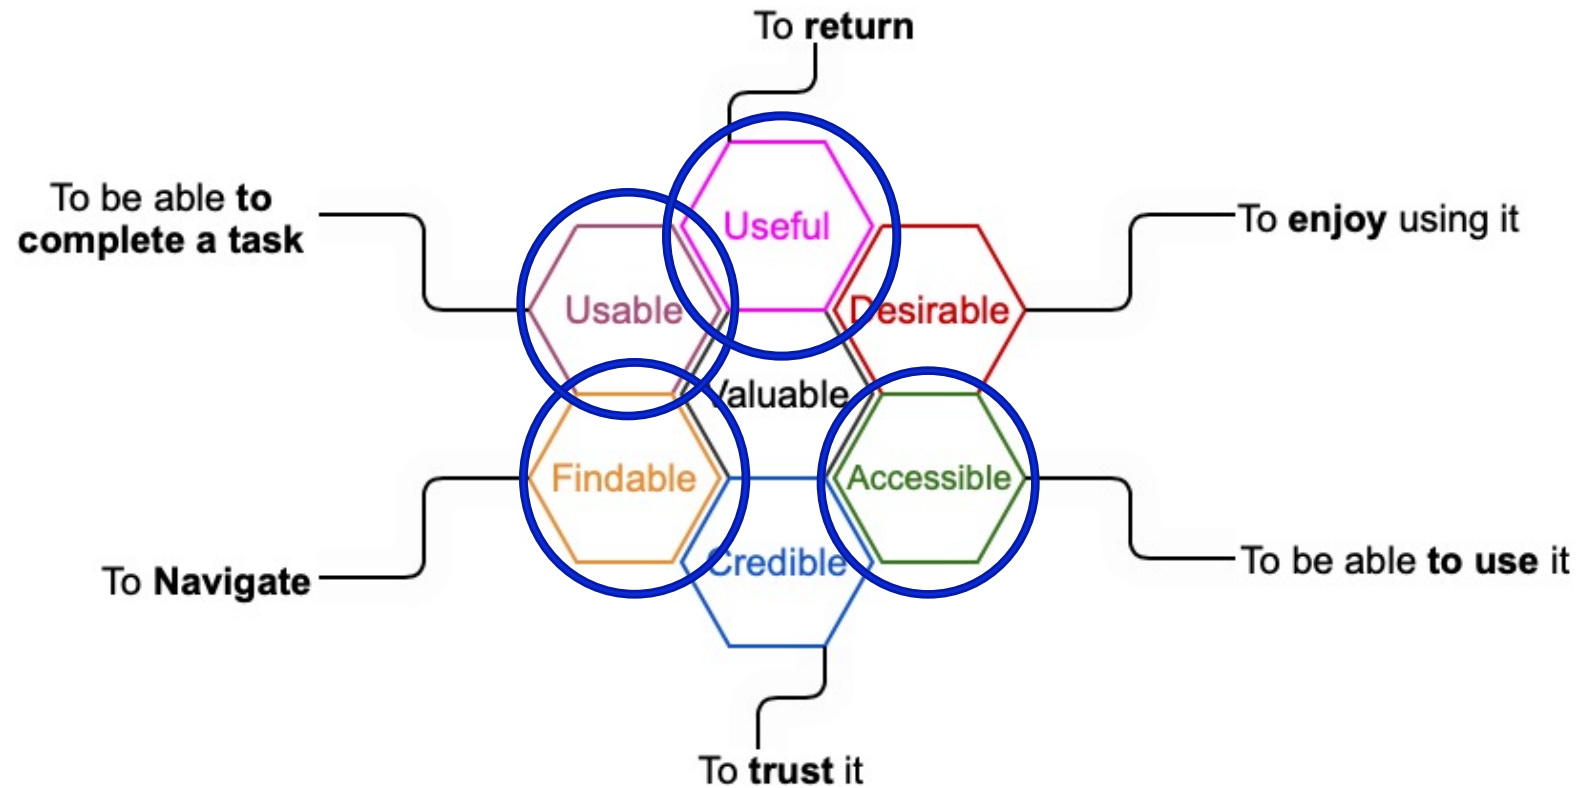 To return
To be able to
complete a task
To enjoy using it
Useful
Usable
Desirable
Valuable
Findable
Accessible
Credible
To Navigate
To be able to use it
To trust it